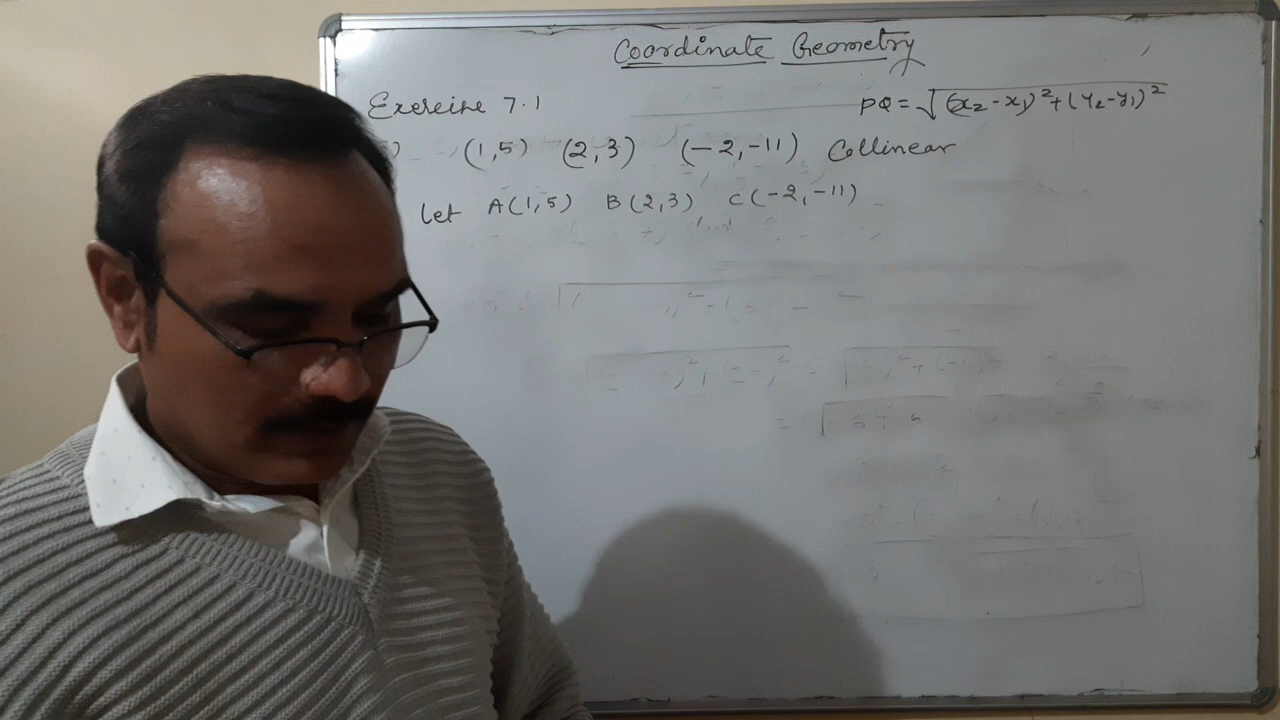 Coordinate Geometry
Exercise 7.1
PQ = √(x₂-x₁)²+(y₂-y₁)²
) (1,5) (2,3) (-2,-11) Collinear
let A(1,5) B(2,3) C(-2,-11)